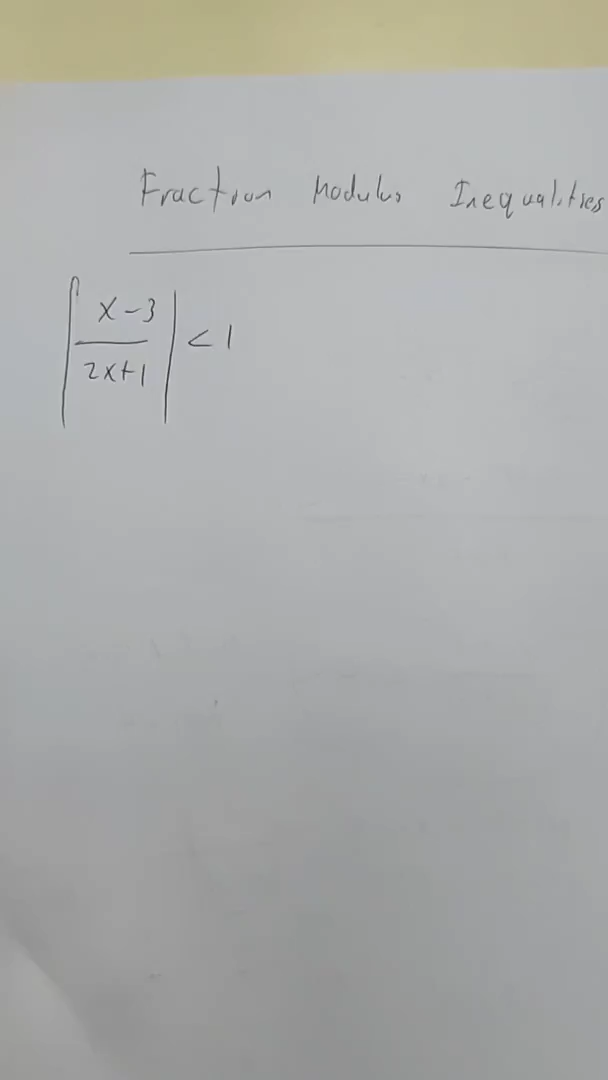 Fraction Modulus Inequalities
| x-3 / 2x+1 | < 1